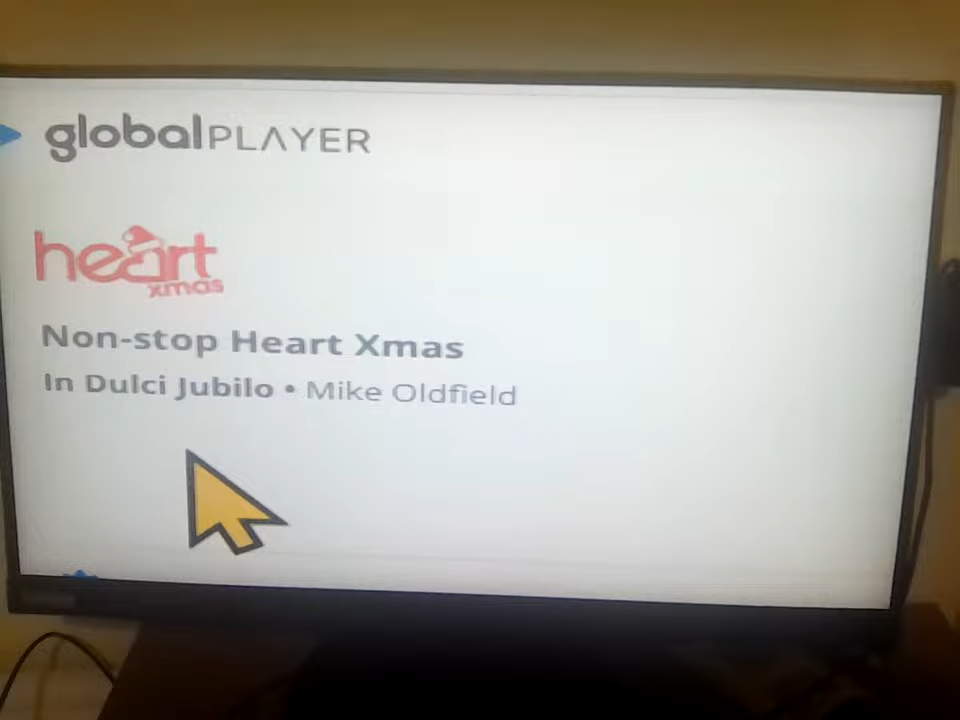 globalPLAYER
heart
xmas
Non-stop Heart Xmas
In Dulci Jubilo • Mike Oldfield